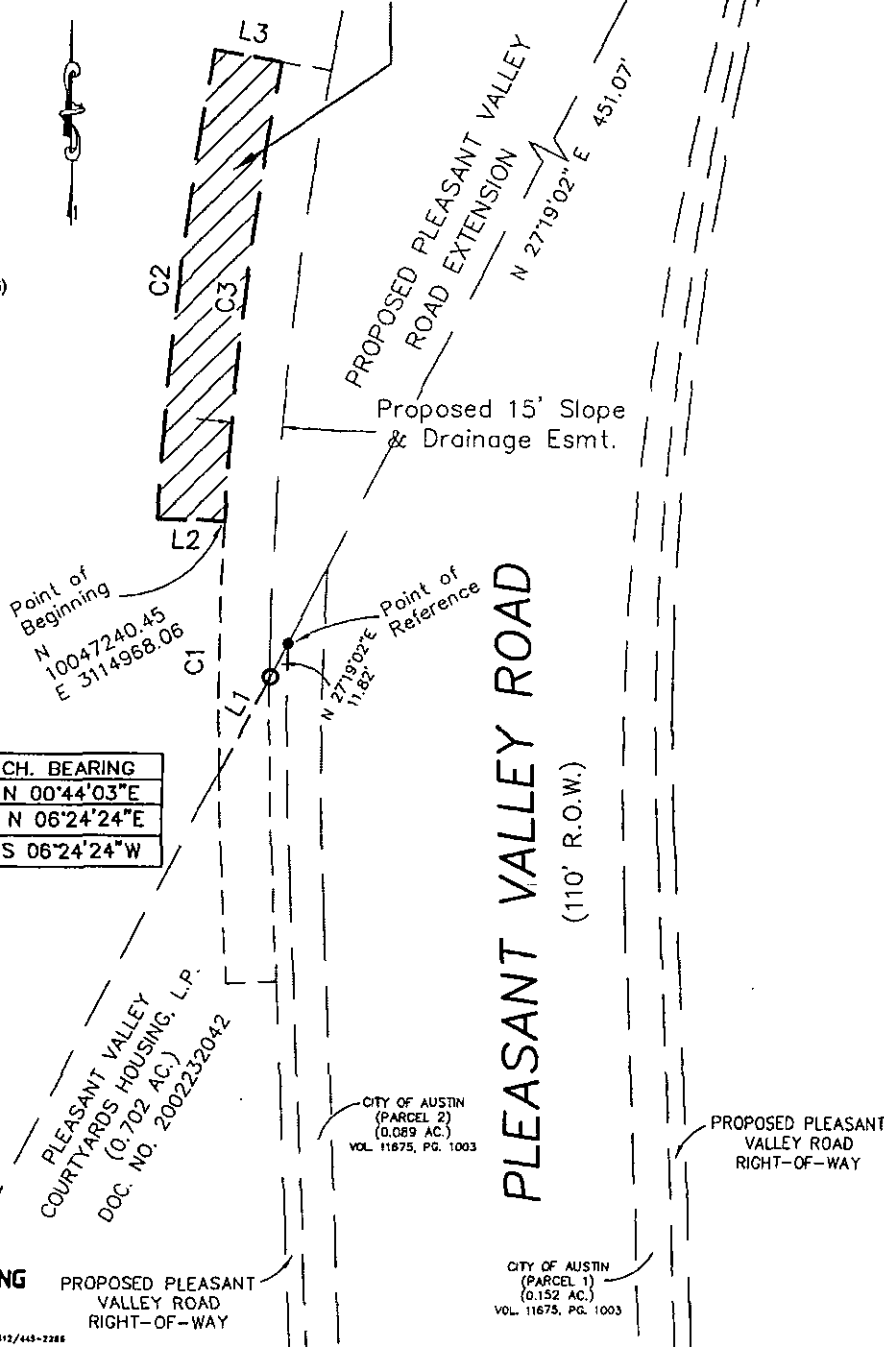 L3
C2
C3
PROPOSED PLEASANT VALLEY
ROAD EXTENSION
N 27°19'02" E 451.07'
Proposed 15' Slope
& Drainage Esmt.
L2
Point of
Beginning
N
10047240.45
E 3114968.06
C1
L1
Point of
Reference
N 27°19'02"E
11.82'
PLEASANT VALLEY ROAD
(110' R.O.W.)
CH. BEARING
N 00°44'03"E
N 06°24'24"E
S 06°24'24"W
PLEASANT VALLEY
COURTYARDS HOUSING, L.P.
(0.702 AC.)
DOC. NO. 2002232042
CITY OF AUSTIN
(PARCEL 2)
(0.089 AC.)
VOL. 11675, PG. 1003
PROPOSED PLEASANT
VALLEY ROAD
RIGHT-OF-WAY
CITY OF AUSTIN
(PARCEL 1)
(0.152 AC.)
VOL. 11675, PG. 1003
NG
PROPOSED PLEASANT
VALLEY ROAD
RIGHT-OF-WAY